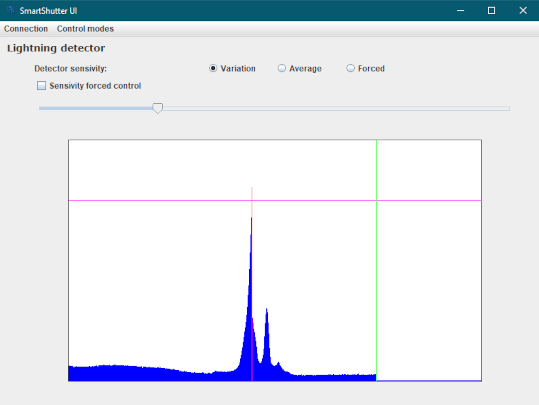 SmartShutter UI
Connection Control modes
Lightning detector
Detector sensivity: Variation Average Forced
Sensivity forced control